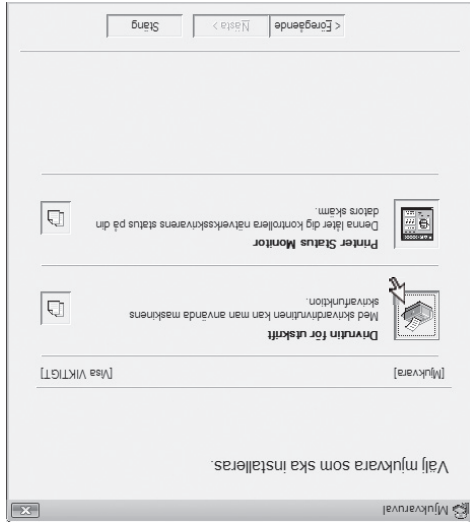 Mjukvaruval
Välj mjukvara som ska installeras.
[Mjukvara] [Visa VIKTIGT]
Drivrutin för utskrift
Med skrivardrivrutinen kan man använda maskinens
skrivarfunktion.
Printer Status Monitor
Denna låter dig kontrollera nätverksskrivarens status på din
dators skärm.
< Föregående Nästa > Stäng